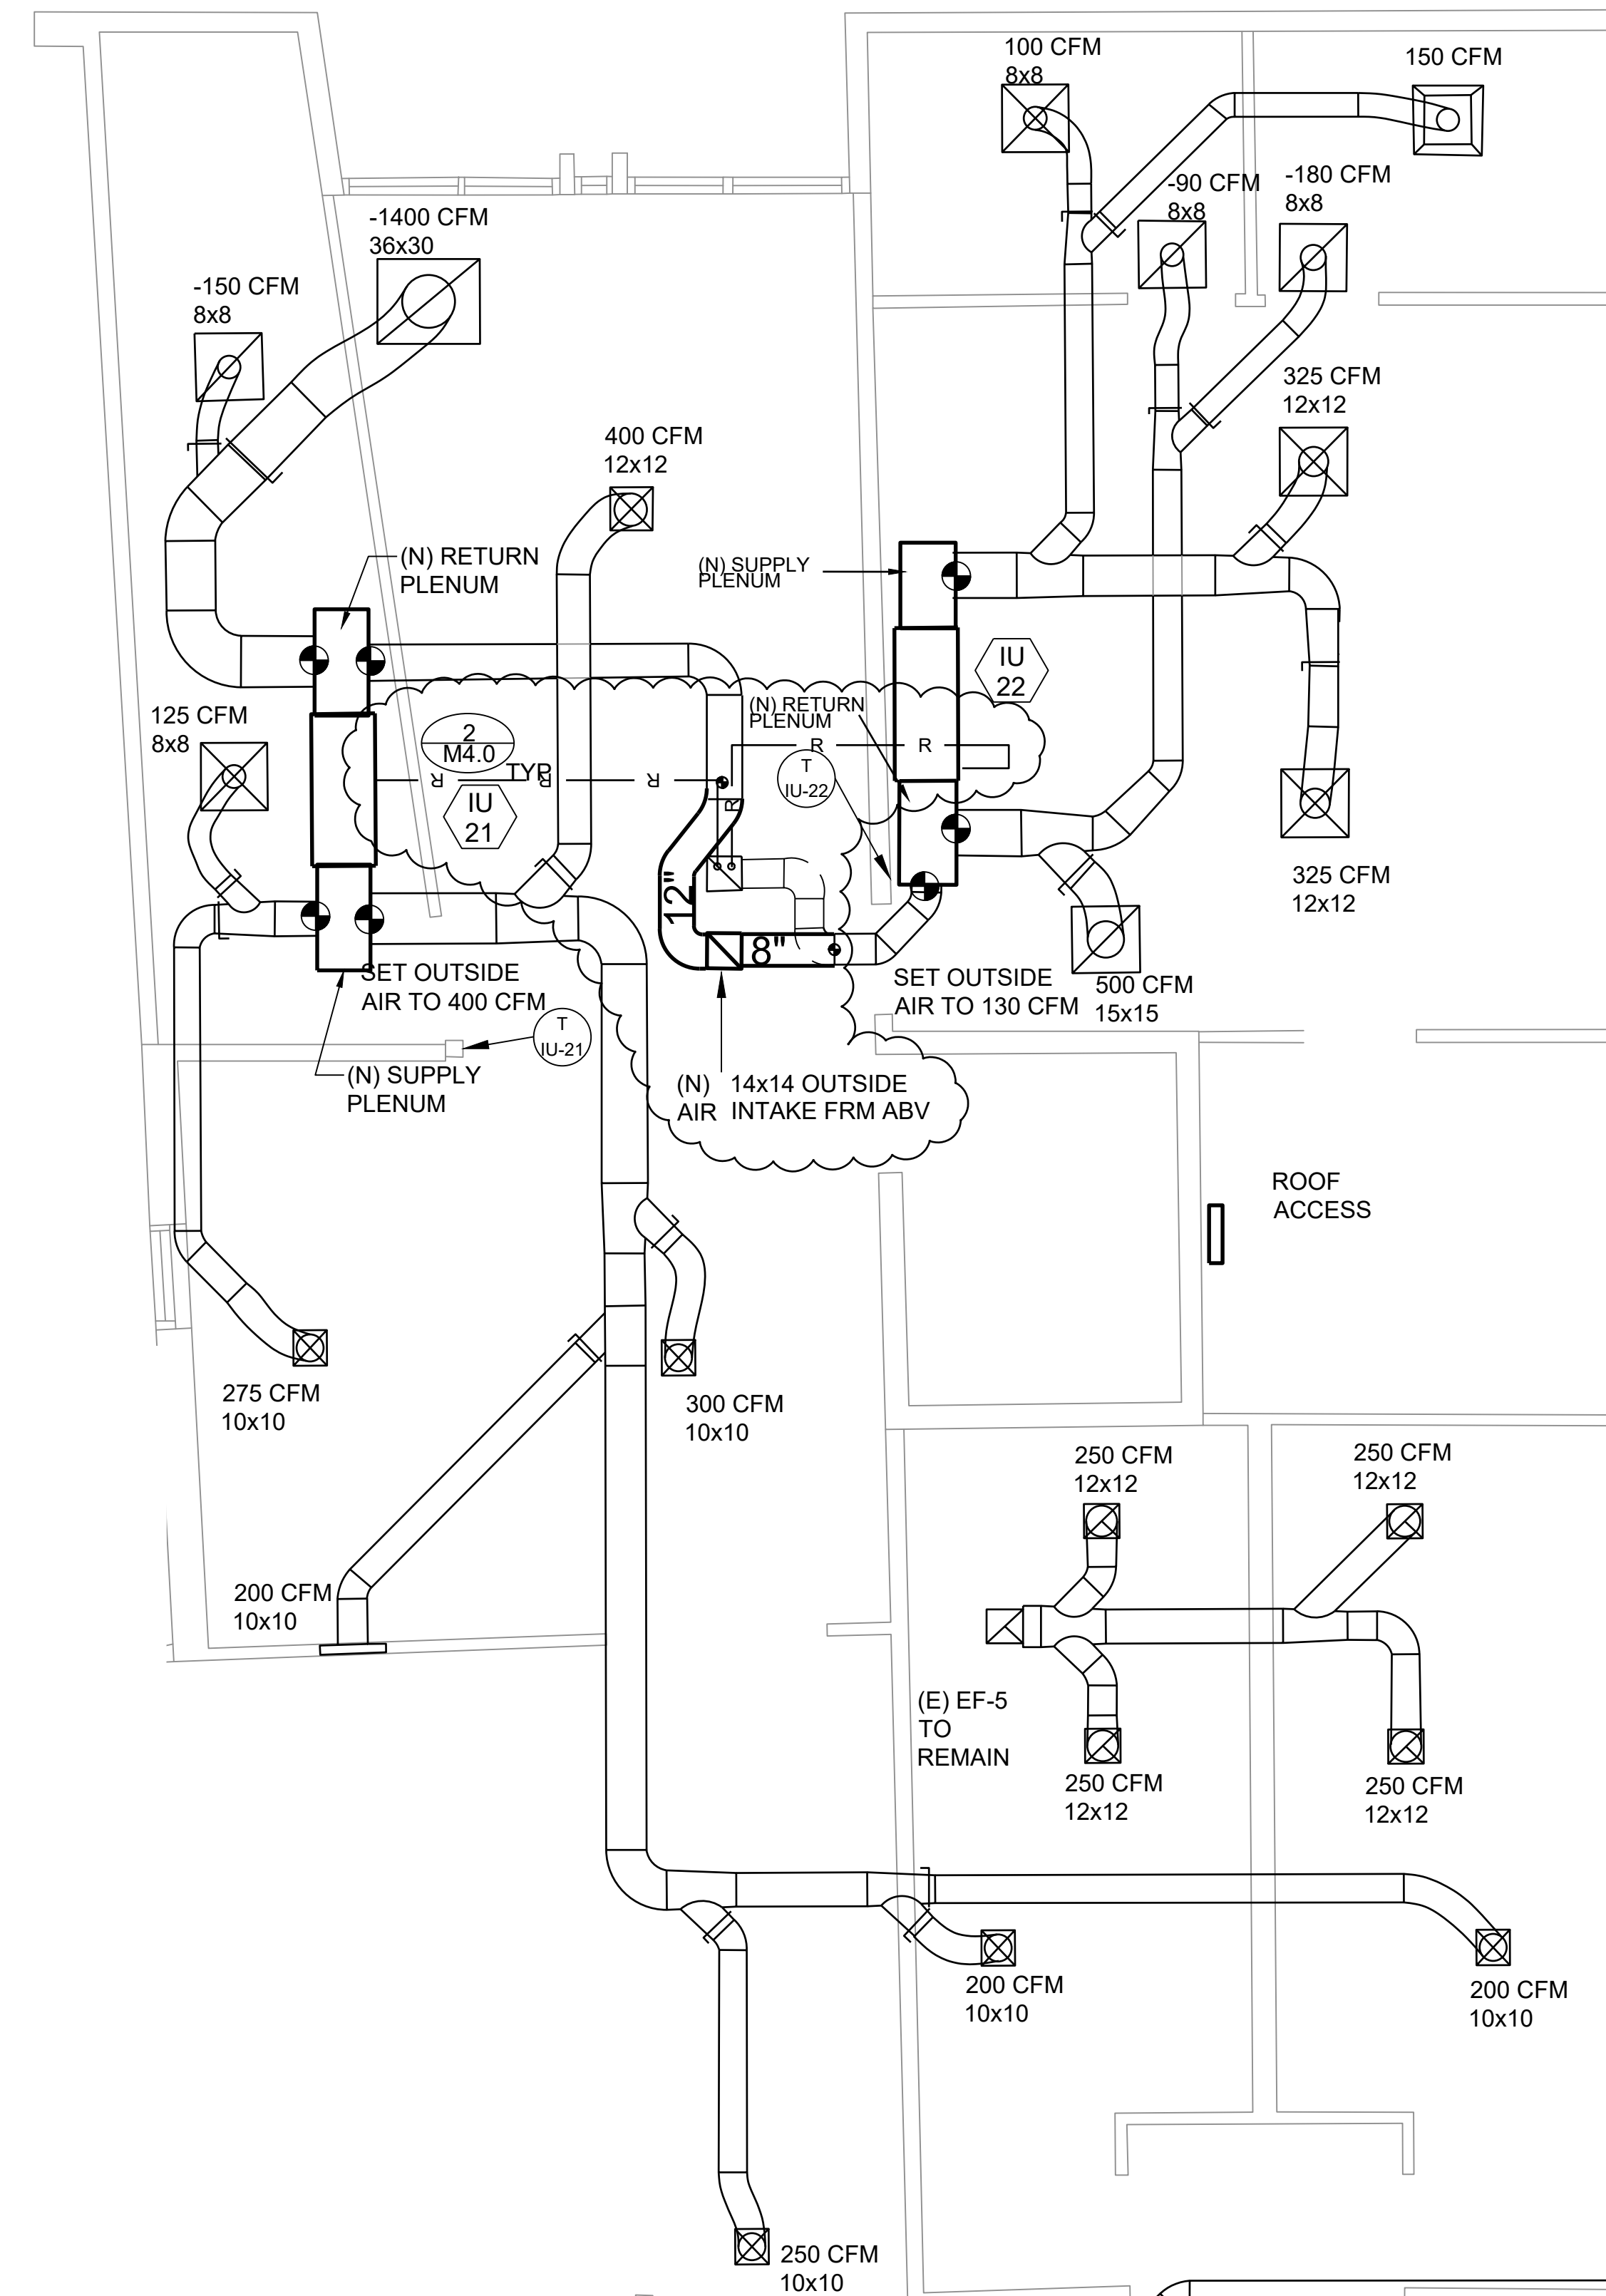 100 CFM
8x8
150 CFM
-90 CFM
8x8
-180 CFM
8x8
-1400 CFM
36x30
-150 CFM
8x8
325 CFM
12x12
400 CFM
12x12
(N) RETURN
PLENUM
(N) SUPPLY
PLENUM
IU
22
(N) RETURN
PLENUM
125 CFM
8x8
2
M4.0
TYP
R
R
R
R
R
R
IU
21
T
IU-22
325 CFM
12x12
12"
8"
SET OUTSIDE
AIR TO 400 CFM
SET OUTSIDE
AIR TO 130 CFM
500 CFM
15x15
T
IU-21
(N) SUPPLY
PLENUM
(N) 14x14 OUTSIDE
AIR INTAKE FRM ABV
ROOF
ACCESS
275 CFM
10x10
300 CFM
10x10
250 CFM
12x12
250 CFM
12x12
200 CFM
10x10
(E) EF-5
TO
REMAIN
250 CFM
12x12
250 CFM
12x12
200 CFM
10x10
200 CFM
10x10
250 CFM
10x10